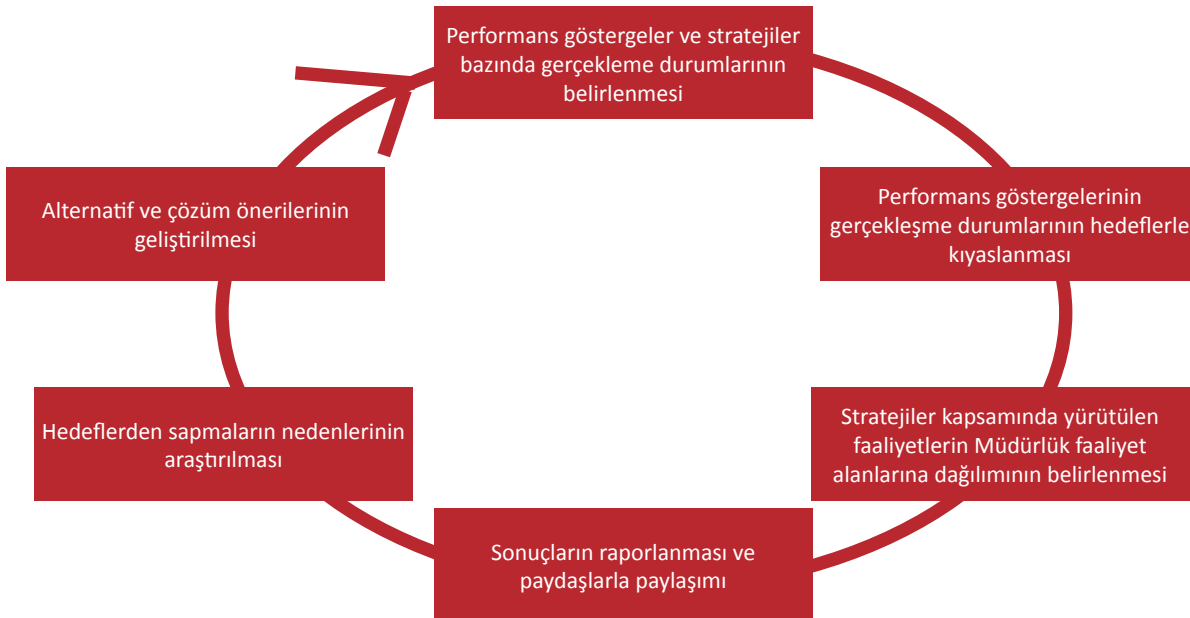 Performans göstergeler ve stratejiler
bazında gerçekleme durumlarının
belirlenmesi
Performans göstergelerinin
gerçekleşme durumlarının hedeflerle
kıyaslanması
Stratejiler kapsamında yürütülen
faaliyetlerin Müdürlük faaliyet
alanlarına dağılımının belirlenmesi
Sonuçların raporlanması ve
paydaşlarla paylaşımı
Hedeflerden sapmaların nedenlerinin
araştırılması
Alternatif ve çözüm önerilerinin
geliştirilmesi